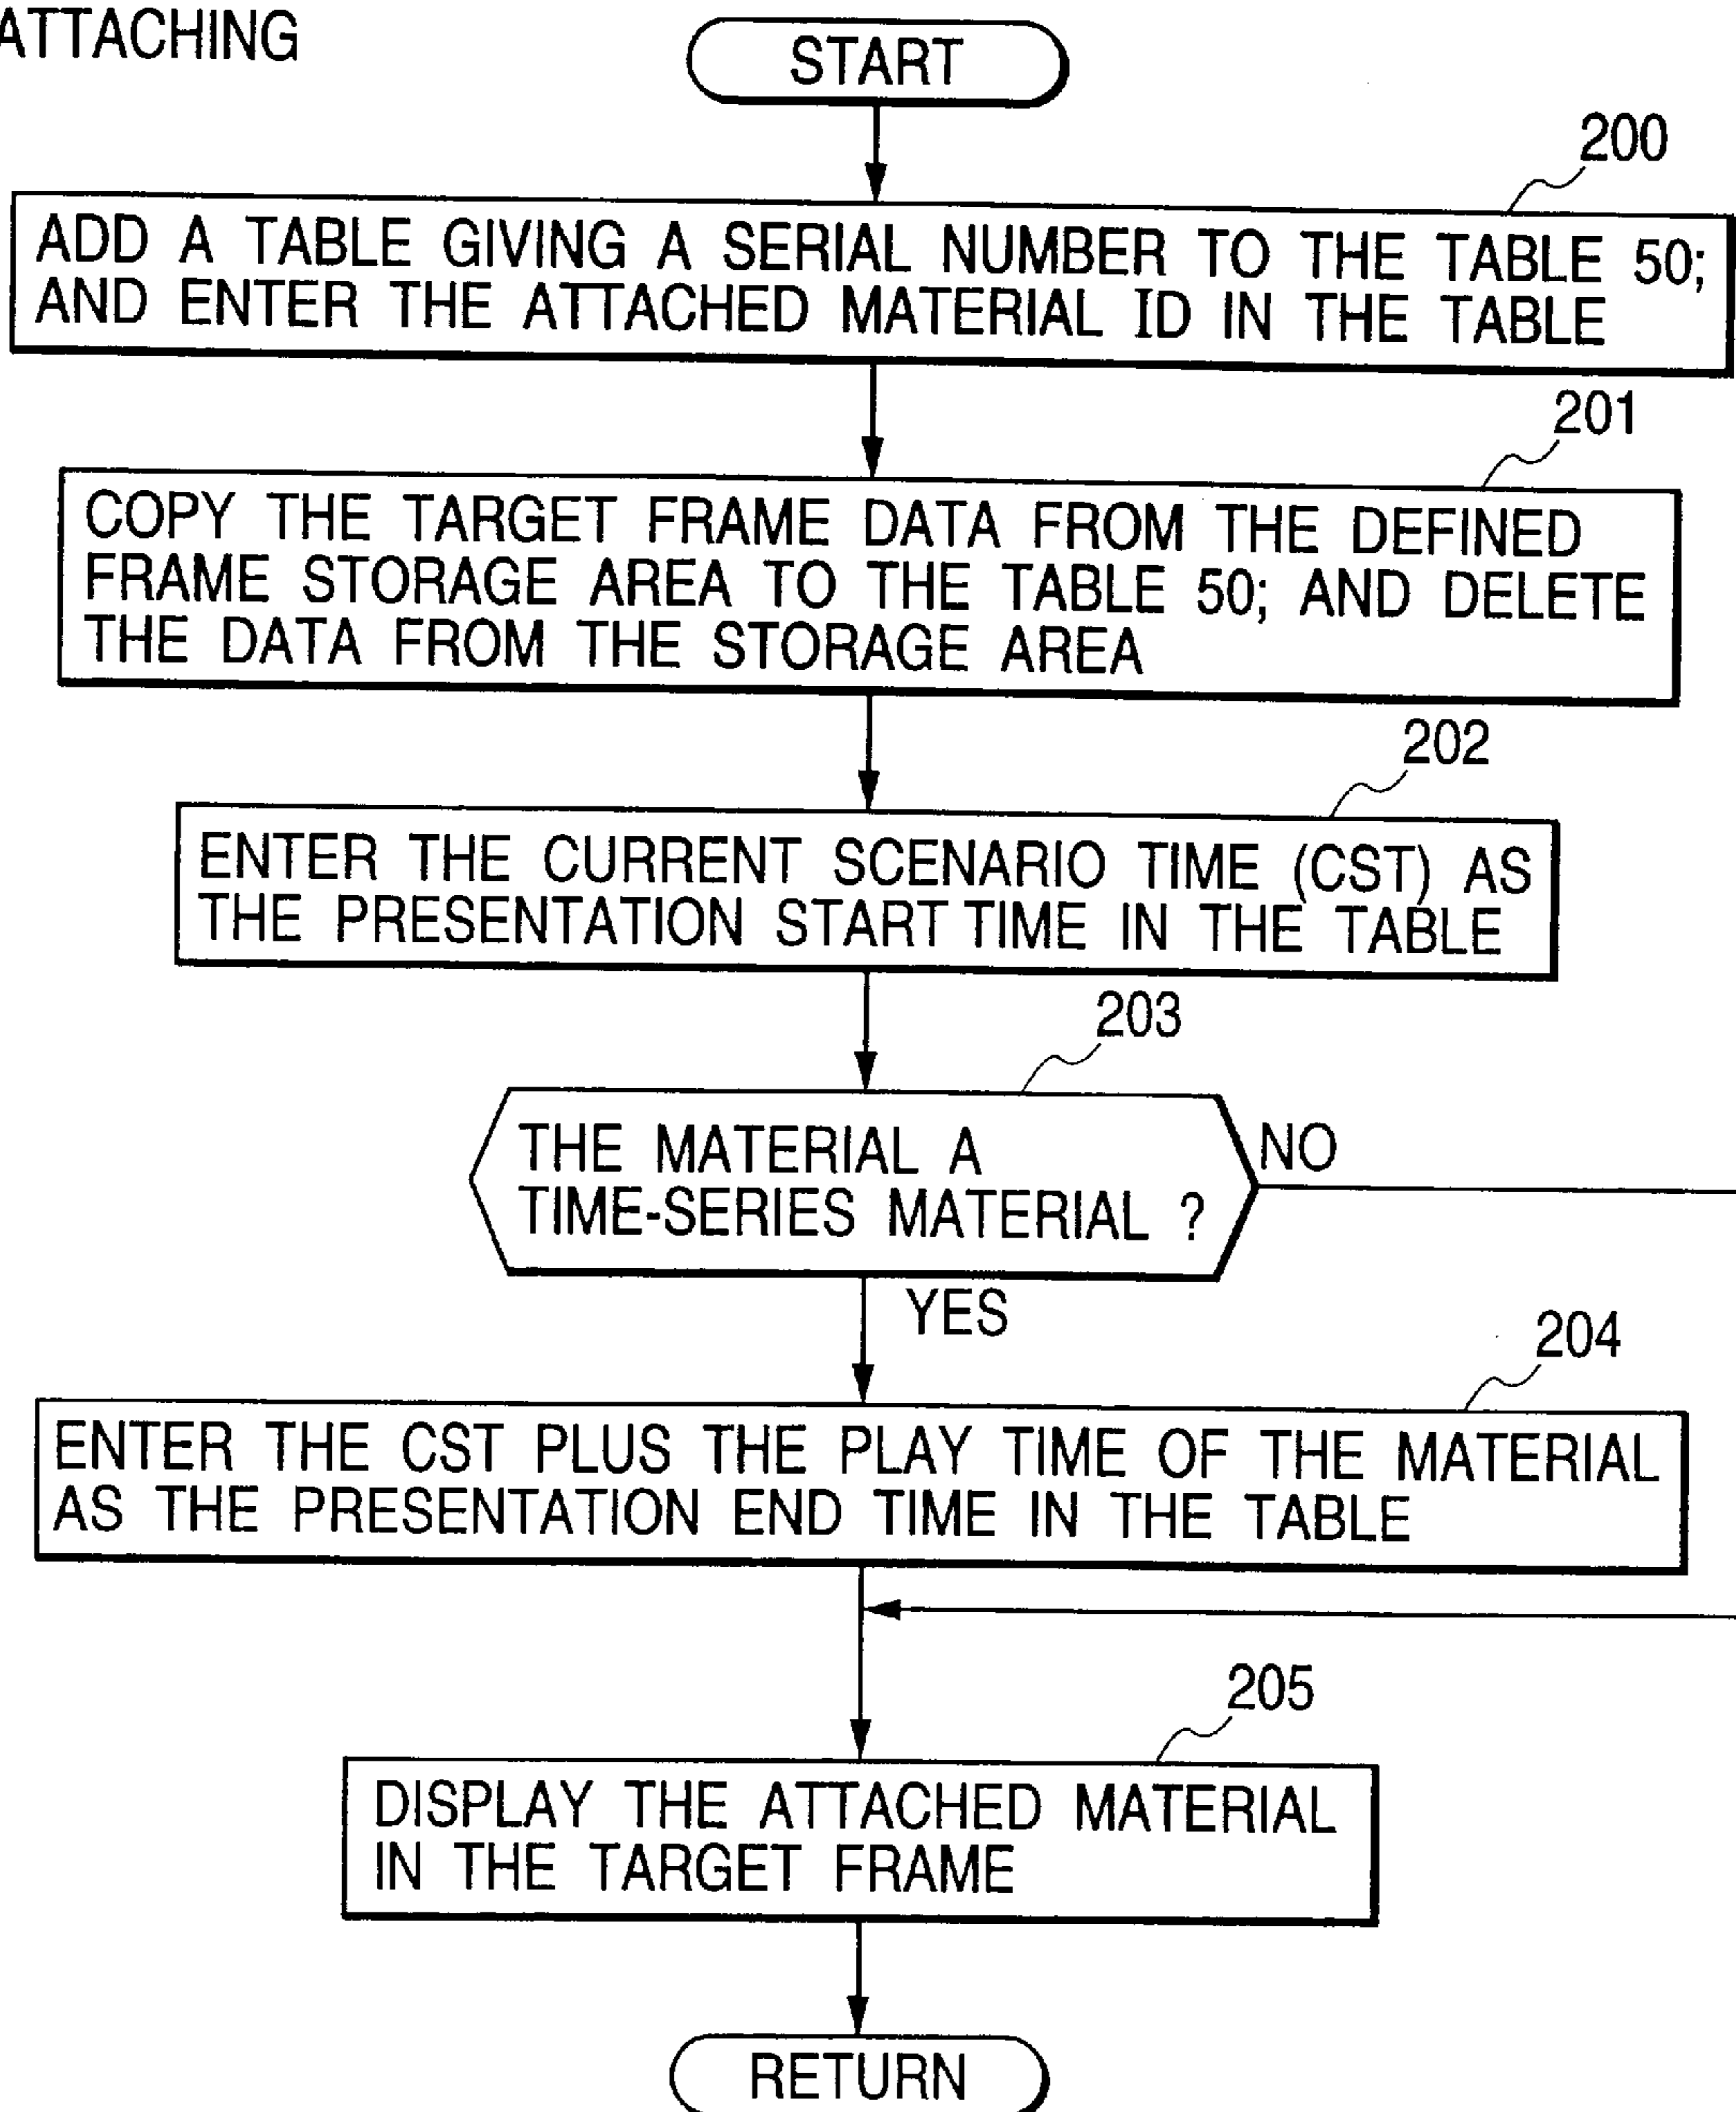 ATTACHING
START
200
ADD A TABLE GIVING A SERIAL NUMBER TO THE TABLE 50;
AND ENTER THE ATTACHED MATERIAL ID IN THE TABLE
201
COPY THE TARGET FRAME DATA FROM THE DEFINED
FRAME STORAGE AREA TO THE TABLE 50; AND DELETE
THE DATA FROM THE STORAGE AREA
202
ENTER THE CURRENT SCENARIO TIME (CST) AS
THE PRESENTATION START TIME IN THE TABLE
203
THE MATERIAL A
TIME-SERIES MATERIAL ?
NO
YES
204
ENTER THE CST PLUS THE PLAY TIME OF THE MATERIAL
AS THE PRESENTATION END TIME IN THE TABLE
205
DISPLAY THE ATTACHED MATERIAL
IN THE TARGET FRAME
RETURN